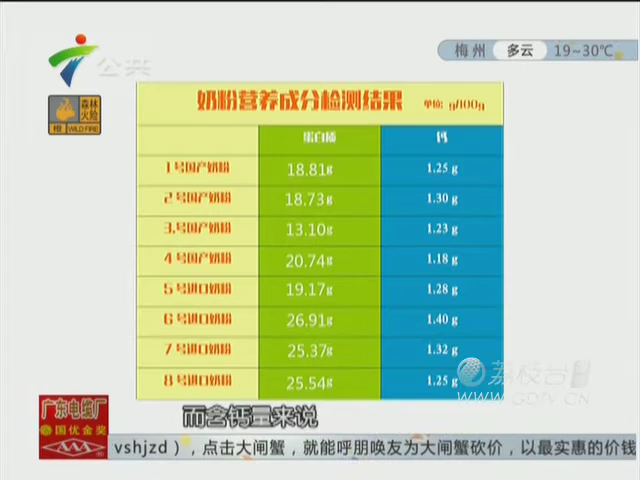 公共
梅州 多云 19~30℃
森林火险
橙 WILD FIRE
奶粉营养成分检测结果 单位: g/100g
蛋白质 钙
1号国产奶粉 18.81g 1.25 g
2号国产奶粉 18.73g 1.30 g
3.号国产奶粉 13.10g 1.23 g
4号国产奶粉 20.74g 1.18 g
5号进口奶粉 19.17g 1.28 g
6号进口奶粉 26.91g 1.40 g
7号进口奶粉 25.37g 1.32 g
8号进口奶粉 25.54g 1.25 g
荔枝台
WWW.GDTV.CN
而含钙量来说
广东电缆厂
国优金奖
AAA
vshjzd），点击大闸蟹，就能呼朋唤友为大闸蟹砍价，以最实惠的价钱